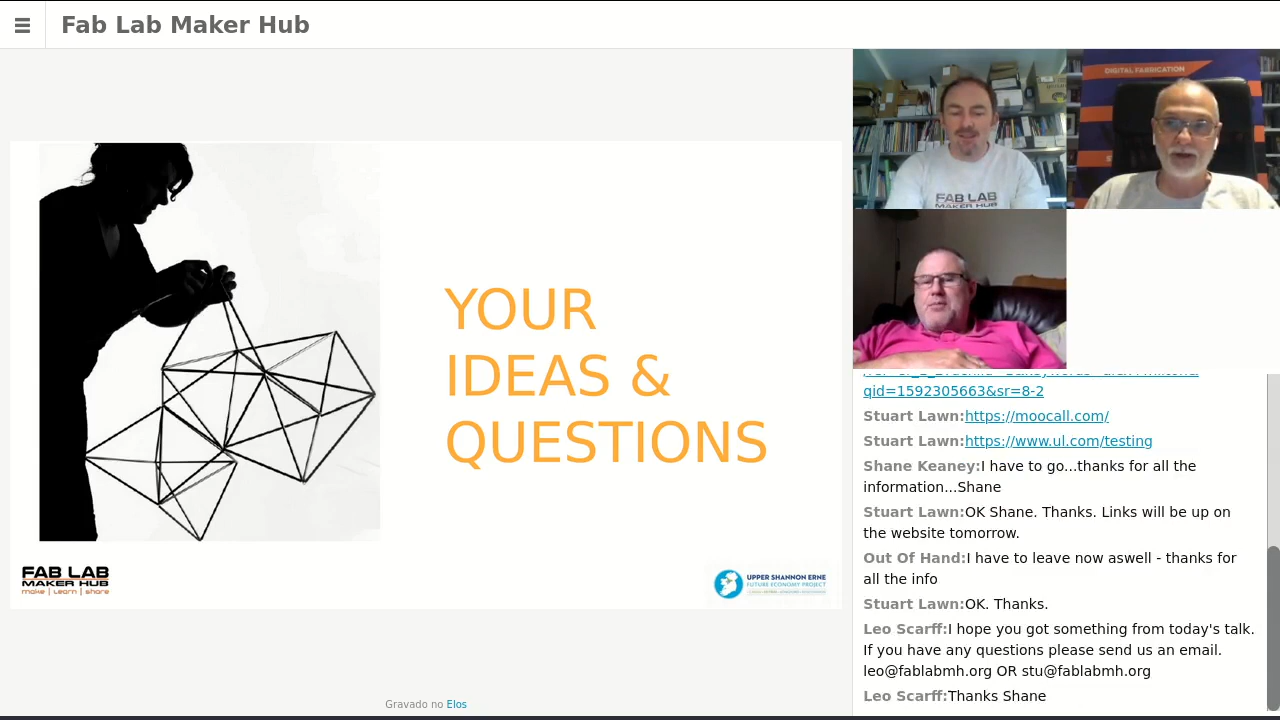 Fab Lab Maker Hub
DIGITAL FABRICATION
FAB LAB
MAKER HUB
YOUR
IDEAS &
QUESTIONS
FAB LAB
MAKER HUB
make | learn | share
UPPER SHANNON ERNE
FUTURE ECONOMY PROJECT
Gravado no Elos
qid=1592305663&sr=8-2
Stuart Lawn:https://moocall.com/
Stuart Lawn:https://www.ul.com/testing
Shane Keaney:I have to go...thanks for all the
information...Shane
Stuart Lawn:OK Shane. Thanks. Links will be up on
the website tomorrow.
Out Of Hand:I have to leave now aswell - thanks for
all the info
Stuart Lawn:OK. Thanks.
Leo Scarff:I hope you got something from today's talk.
If you have any questions please send us an email.
leo@fablabmh.org OR stu@fablabmh.org
Leo Scarff:Thanks Shane